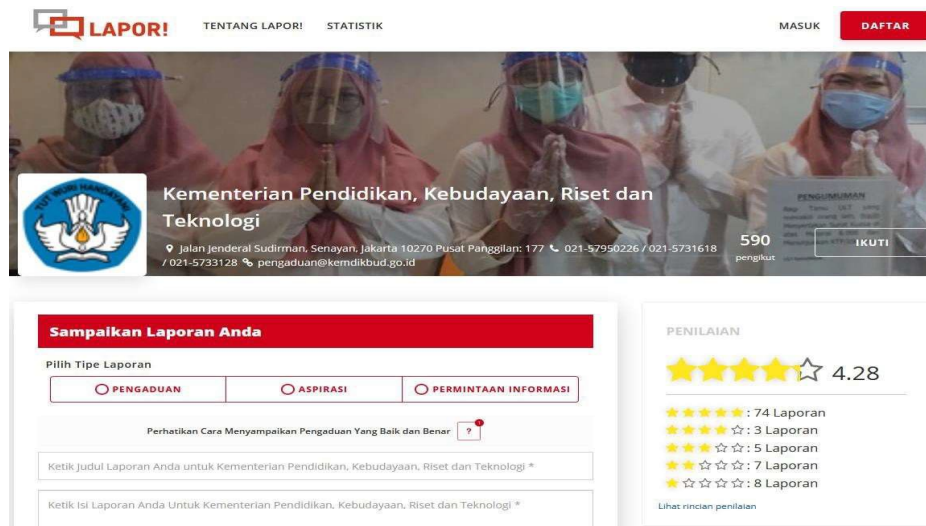 LAPOR!
TENTANG LAPOR! STATISTIK
MASUK DAFTAR
TUT WURI HANDAYANI
Kementerian Pendidikan, Kebudayaan, Riset dan
Teknologi
Jalan Jenderal Sudirman, Senayan, Jakarta 10270 Pusat Panggilan: 177 021-57950226 / 021-5731618
/ 021-5733128 pengaduan@kemdikbud.go.id
590
pengikut
IKUTI
PENGUMUMAN
Sampaikan Laporan Anda
Pilih Tipe Laporan
PENGADUAN ASPIRASI PERMINTAAN INFORMASI
Perhatikan Cara Menyampaikan Pengaduan Yang Baik dan Benar ?
Ketik Judul Laporan Anda untuk Kementerian Pendidikan, Kebudayaan, Riset dan Teknologi *
Ketik Isi Laporan Anda Untuk Kementerian Pendidikan, Kebudayaan, Riset dan Teknologi *
PENILAIAN
4.28
: 74 Laporan
: 3 Laporan
: 5 Laporan
: 7 Laporan
: 8 Laporan
Lihat rincian penilaian